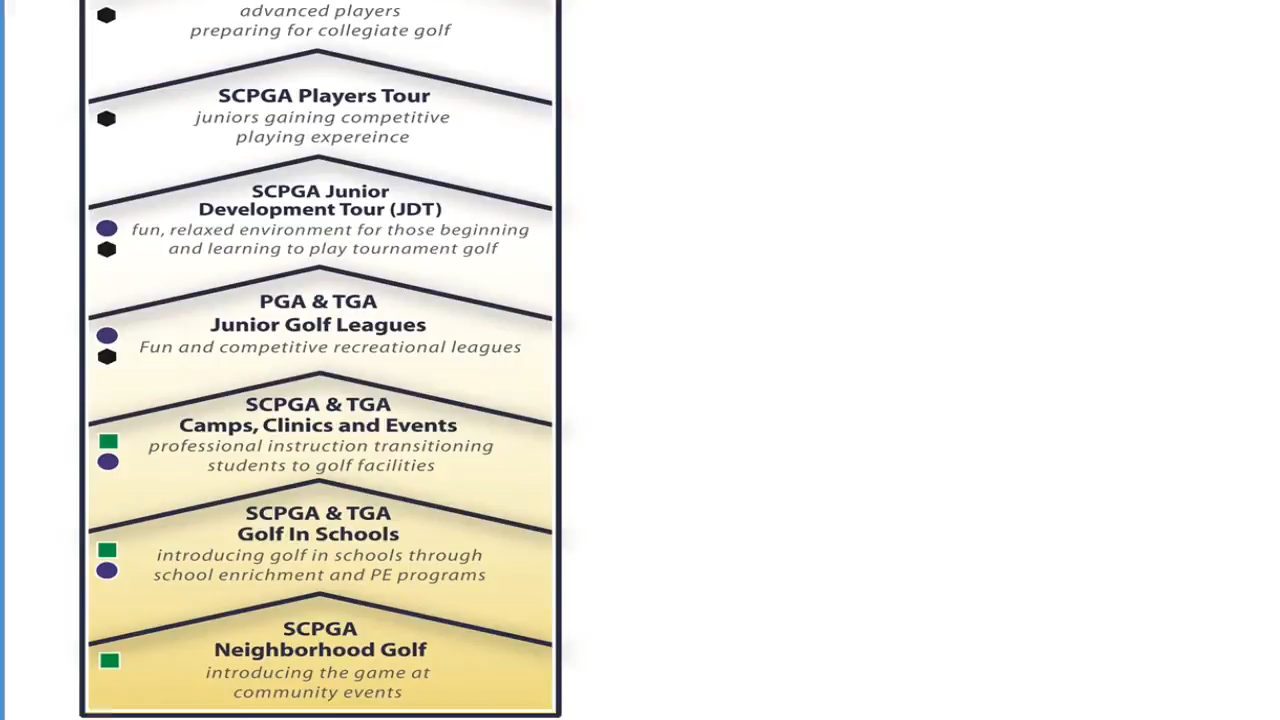 advanced players
preparing for collegiate golf
SCPGA Players Tour
juniors gaining competitive
playing expereince
SCPGA Junior
Development Tour (JDT)
fun, relaxed environment for those beginning
and learning to play tournament golf
PGA & TGA
Junior Golf Leagues
Fun and competitive recreational leagues
SCPGA & TGA
Camps, Clinics and Events
professional instruction transitioning
students to golf facilities
SCPGA & TGA
Golf In Schools
introducing golf in schools through
school enrichment and PE programs
SCPGA
Neighborhood Golf
introducing the game at
community events